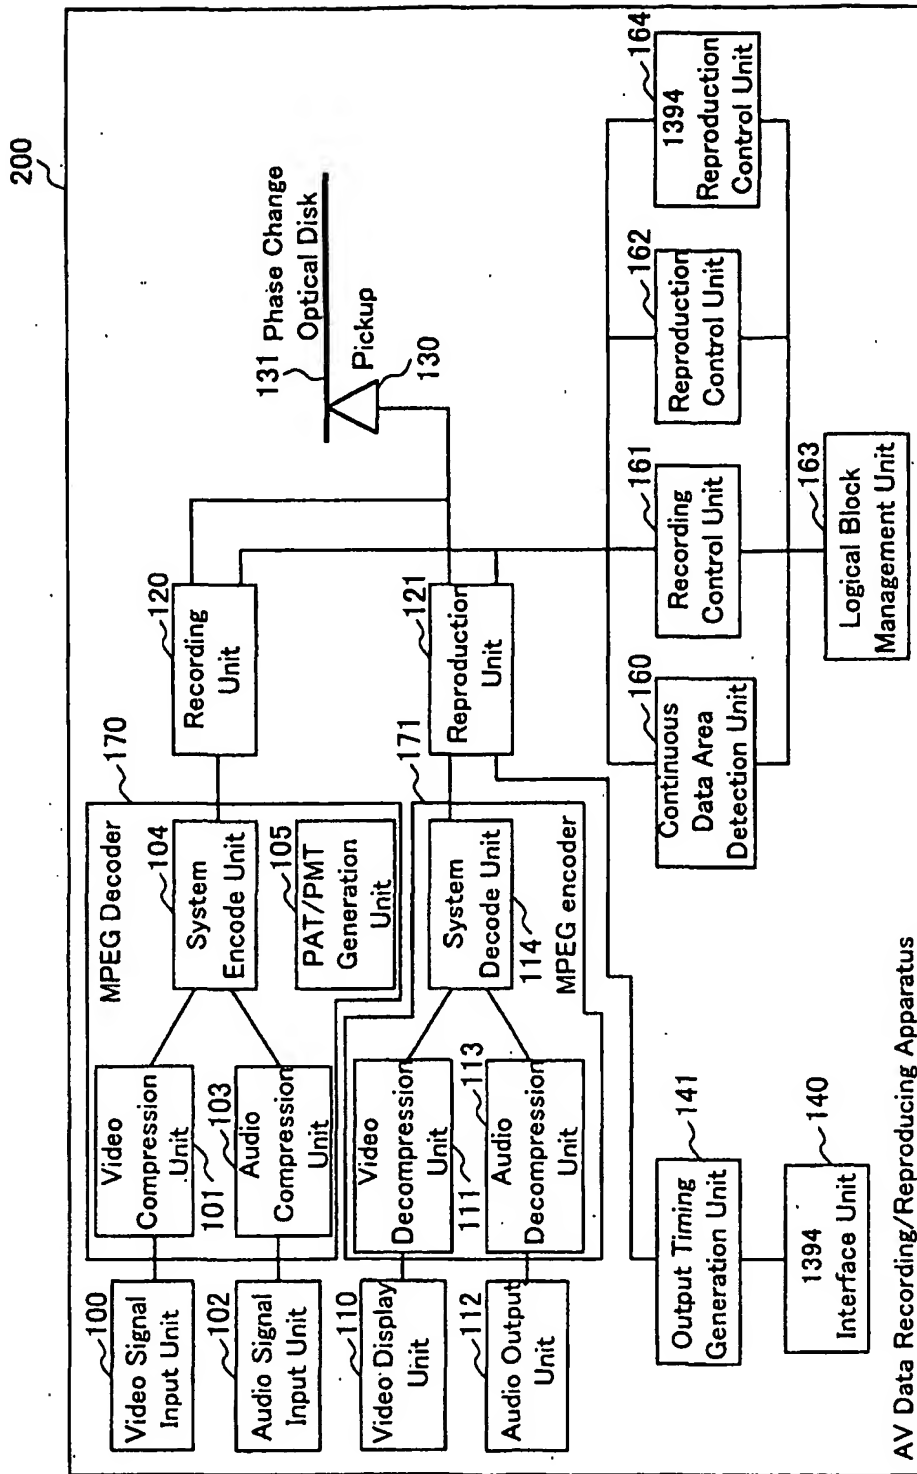 200
100
Video Signal
Input Unit
102
Audio Signal
Input Unit
110
Video Display
Unit
112
Audio Output
Unit
MPEG Decoder
170
Video
Compression
Unit
101
103
Audio
Compression
Unit
104
System
Encode Unit
105
PAT/PMT
Generation
Unit
171
Video
Decompression
Unit
111
113
Audio
Decompression
Unit
System
Decode Unit
114
MPEG encoder
120
Recording
Unit
121
Reproduction
Unit
131 Phase Change
Optical Disk
Pickup
130
141
Output Timing
Generation Unit
140
1394
Interface Unit
160
Continuous
Data Area
Detection Unit
161
Recording
Control Unit
162
Reproduction
Control Unit
164
1394
Reproduction
Control Unit
163
Logical Block
Management Unit
AV Data Recording/Reproducing Apparatus